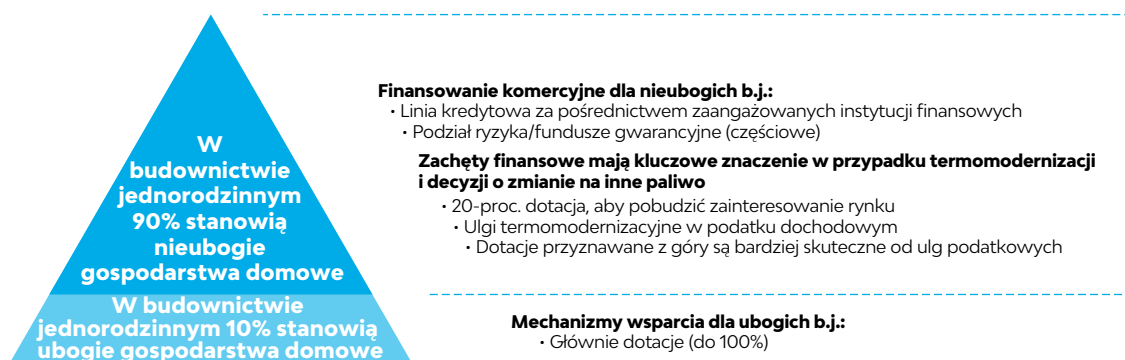 W
budownictwie
jednorodzinnym
90% stanowią
nieubogie
gospodarstwa domowe
W budownictwie
jednorodzinnym 10% stanowią
ubogie gospodarstwa domowe
Finansowanie komercyjne dla nieubogich b.j.:
• Linia kredytowa za pośrednictwem zaangażowanych instytucji finansowych
• Podział ryzyka/fundusze gwarancyjne (częściowe)
Zachęty finansowe mają kluczowe znaczenie w przypadku termomodernizacji
i decyzji o zmianie na inne paliwo
• 20-proc. dotacja, aby pobudzić zainteresowanie rynku
• Ulgi termomodernizacyjne w podatku dochodowym
• Dotacje przyznawane z góry są bardziej skuteczne od ulg podatkowych
Mechanizmy wsparcia dla ubogich b.j.:
• Głównie dotacje (do 100%)